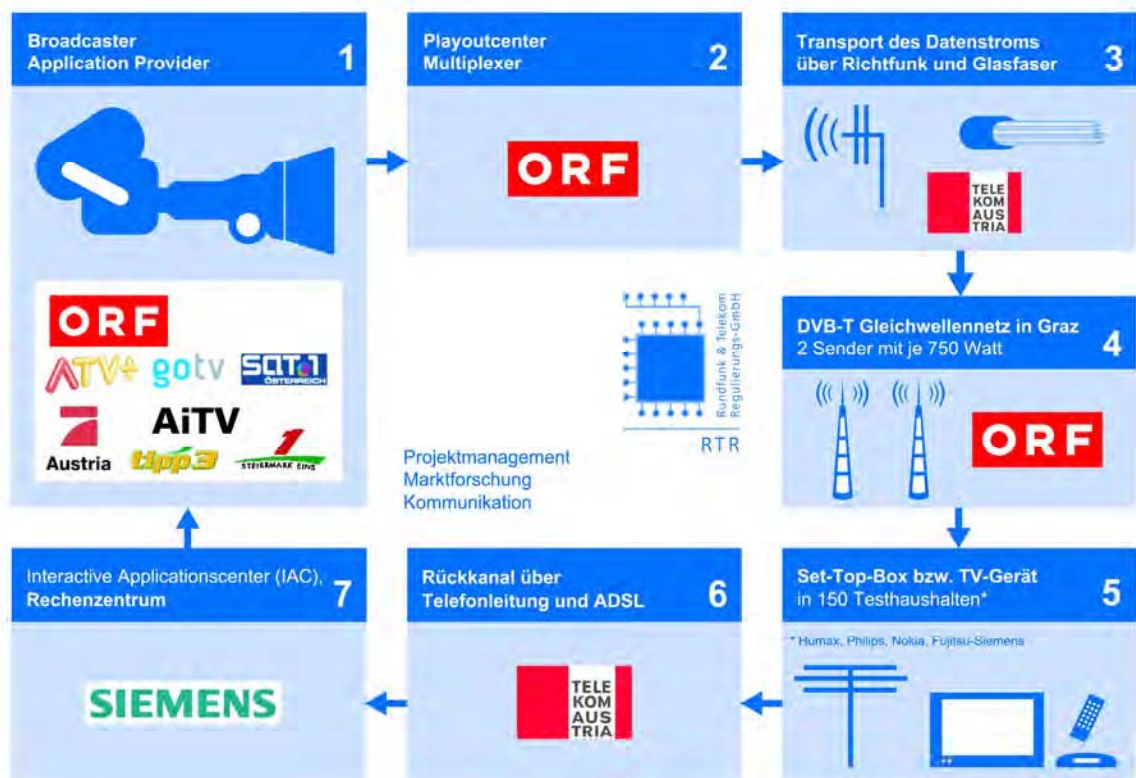 Broadcaster
Application Provider
1
ORF
ATV+ gotv SAT.1
ÖSTERREICH
7
Austria
AiTV
tipp3
1
STEIERMARK EINS
Playoutcenter
Multiplexer
2
ORF
Transport des Datenstroms
über Richtfunk und Glasfaser
3
TELE
KOM
AUS
TRIA
DVB-T Gleichwellennetz in Graz
2 Sender mit je 750 Watt
4
ORF
Set-Top-Box bzw. TV-Gerät
in 150 Testhaushalten*
5
* Humax, Philips, Nokia, Fujitsu-Siemens
Rückkanal über
Telefonleitung und ADSL
6
TELE
KOM
AUS
TRIA
Interactive Applicationscenter (IAC),
Rechenzentrum
7
SIEMENS
Rundfunk & Telekom
Regulierungs-GmbH
RTR
Projektmanagement
Marktforschung
Kommunikation